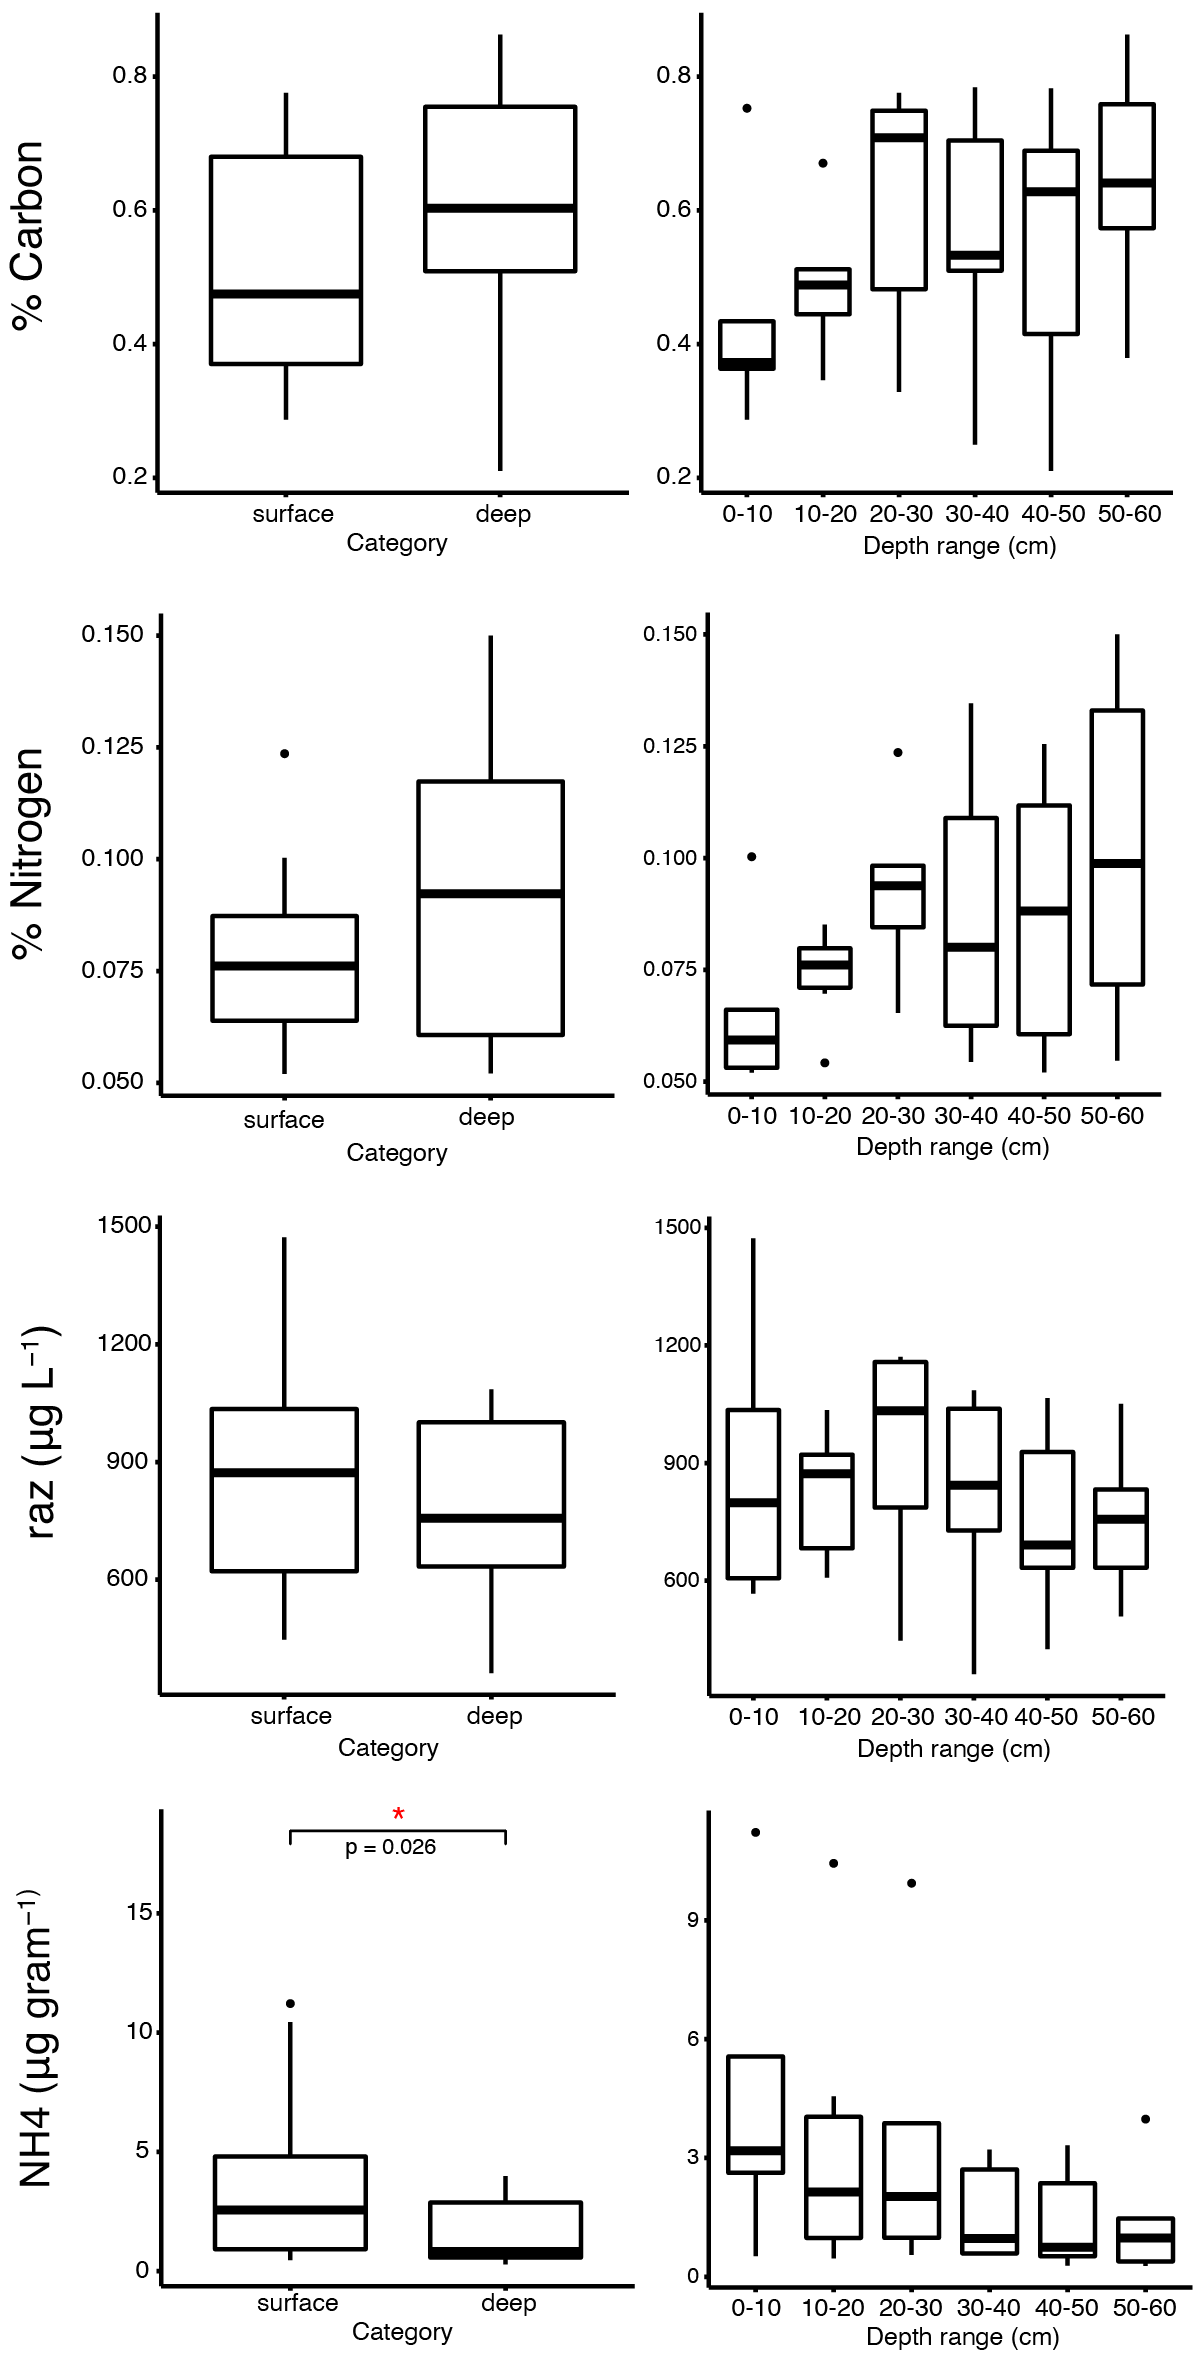 % Carbon
0.8
0.6
0.4
0.2
surface deep
Category
0.8
0.6
0.4
0.2
0-10 10-20 20-30 30-40 40-50 50-60
Depth range (cm)
% Nitrogen
0.150
0.125
0.100
0.075
0.050
surface deep
Category
0.150
0.125
0.100
0.075
0.050
0-10 10-20 20-30 30-40 40-50 50-60
Depth range (cm)
raz (µg L⁻¹)
1500
1200
900
600
surface deep
Category
1500
1200
900
600
0-10 10-20 20-30 30-40 40-50 50-60
Depth range (cm)
NH4 (µg gram⁻¹)
*
p = 0.026
15
10
5
0
surface deep
Category
9
6
3
0
0-10 10-20 20-30 30-40 40-50 50-60
Depth range (cm)